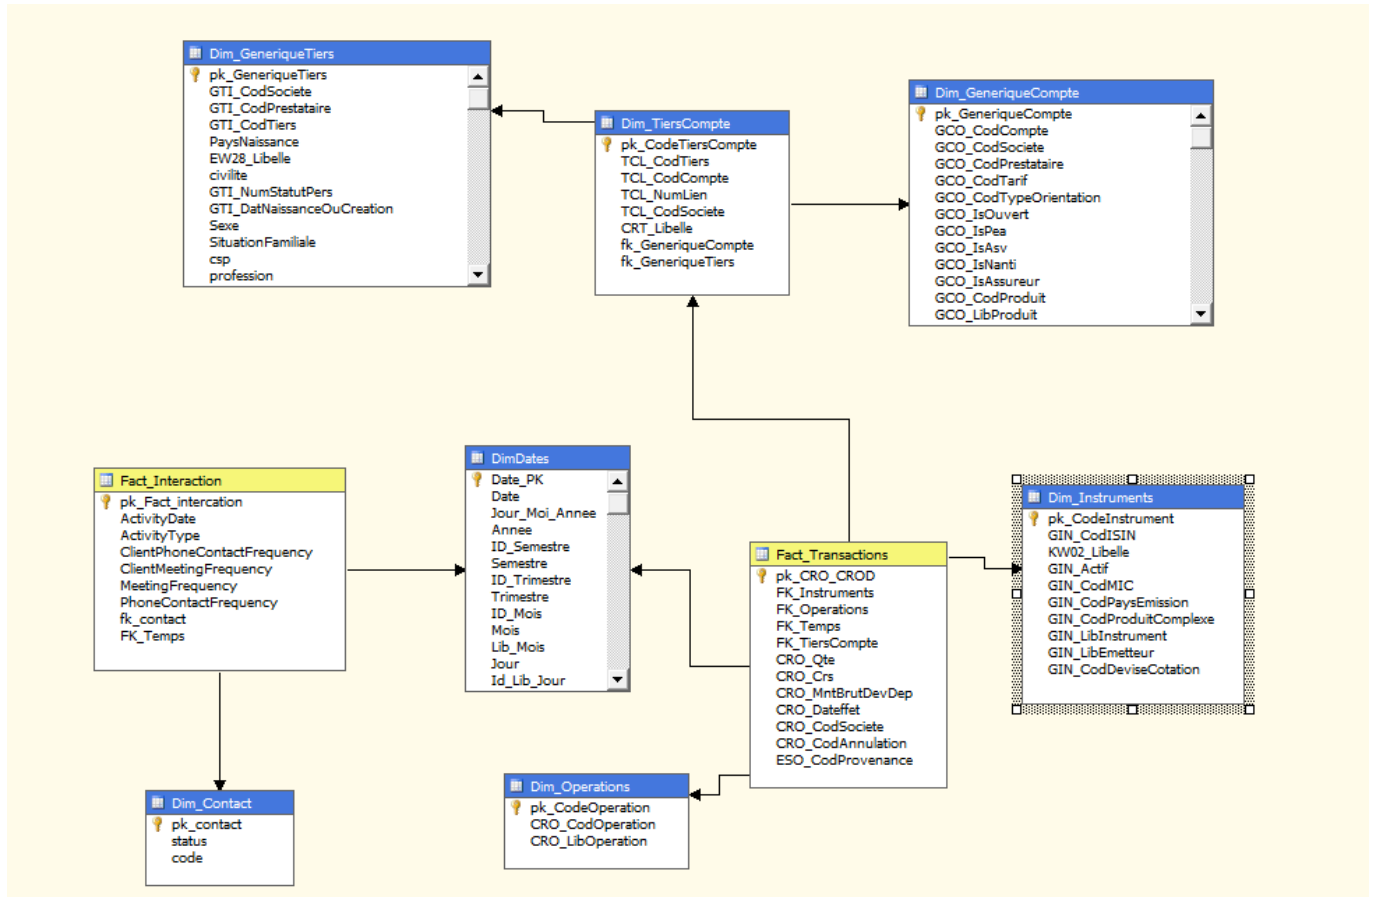 Dim_GeneriqueTiers
pk_GeneriqueTiers
GTI_CodSociete
GTI_CodPrestataire
GTI_CodTiers
PaysNaissance
EW28_Libelle
civilite
GTI_NumStatutPers
GTI_DatNaissanceOuCreation
Sexe
SituationFamiliale
csp
profession
Dim_TiersCompte
pk_CodeTiersCompte
TCL_CodTiers
TCL_CodCompte
TCL_NumLien
TCL_CodSociete
CRT_Libelle
fk_GeneriqueCompte
fk_GeneriqueTiers
Dim_GeneriqueCompte
pk_GeneriqueCompte
GCO_CodCompte
GCO_CodSociete
GCO_CodPrestataire
GCO_CodTarif
GCO_CodTypeOrientation
GCO_IsOuvert
GCO_IsPea
GCO_IsAsv
GCO_IsNanti
GCO_IsAssureur
GCO_CodProduit
GCO_LibProduit
Fact_Interaction
pk_Fact_intercation
ActivityDate
ActivityType
ClientPhoneContactFrequency
ClientMeetingFrequency
MeetingFrequency
PhoneContactFrequency
fk_contact
FK_Temps
DimDates
Date_PK
Date
Jour_Moi_Annee
Annee
ID_Semestre
Semestre
ID_Trimestre
Trimestre
ID_Mois
Mois
Lib_Mois
Jour
Id_Lib_Jour
Fact_Transactions
pk_CRO_CROD
FK_Instruments
FK_Operations
FK_Temps
FK_TiersCompte
CRO_Qte
CRO_Crs
CRO_MntBrutDevDep
CRO_Dateffet
CRO_CodSociete
CRO_CodAnnulation
ESO_CodProvenance
Dim_Instruments
pk_CodeInstrument
GIN_CodISIN
KW02_Libelle
GIN_Actif
GIN_CodMIC
GIN_CodPaysEmission
GIN_CodProduitComplexe
GIN_LibInstrument
GIN_LibEmetteur
GIN_CodDeviseCotation
Dim_Contact
pk_contact
status
code
Dim_Operations
pk_CodeOperation
CRO_CodOperation
CRO_LibOperation